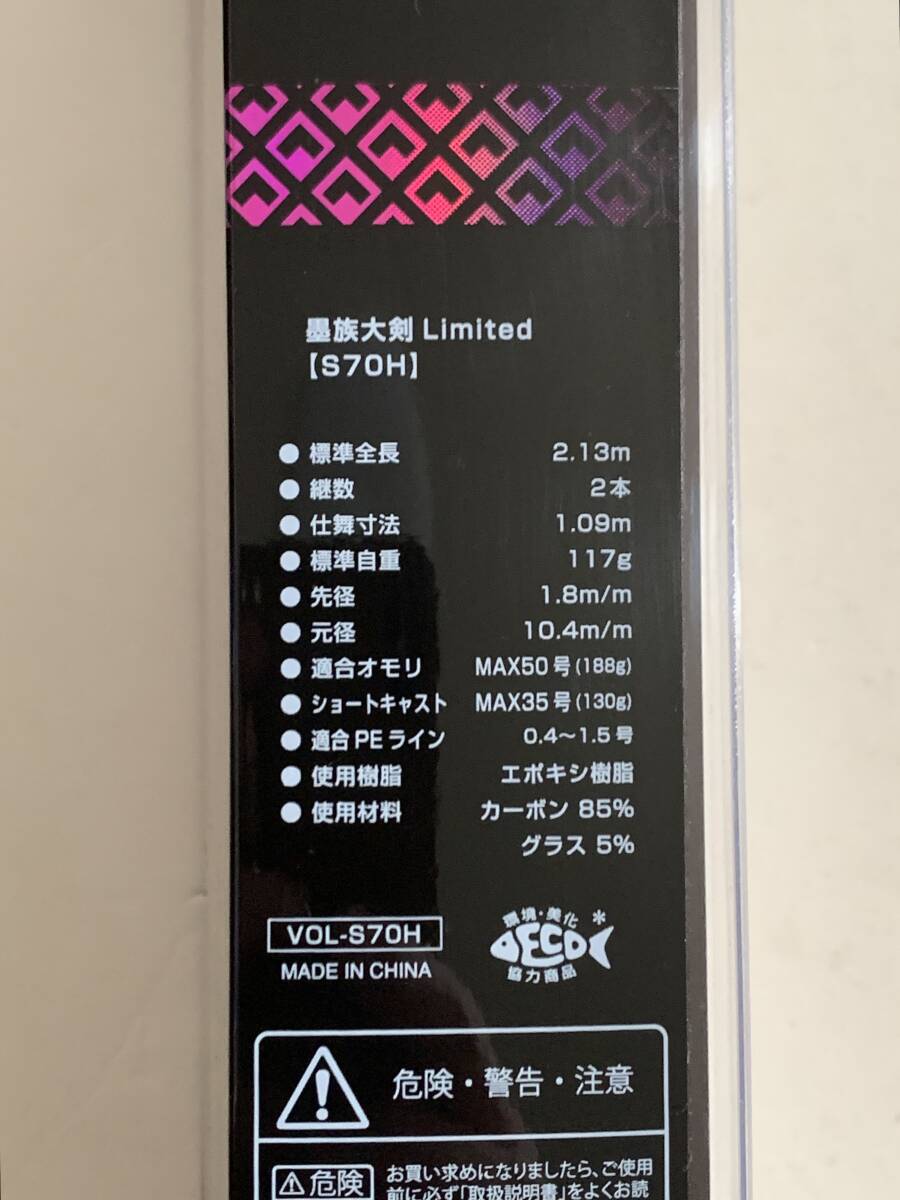 墨族大剣 Limited
【S70H】
● 標準全長 2.13m
● 継数 2本
● 仕舞寸法 1.09m
● 標準自重 117g
● 先径 1.8m/m
● 元径 10.4m/m
● 適合オモリ MAX50号(188g)
● ショートキャスト MAX35号(130g)
● 適合PEライン 0.4〜1.5号
● 使用樹脂 エポキシ樹脂
● 使用材料 カーボン 85%
グラス 5%
VOL-S70H
MADE IN CHINA
環境・美化
ECO
協力商品
危険・警告・注意
危険
お買い求めになりましたら、ご使用
前に必ず「取扱説明書」をよくお読